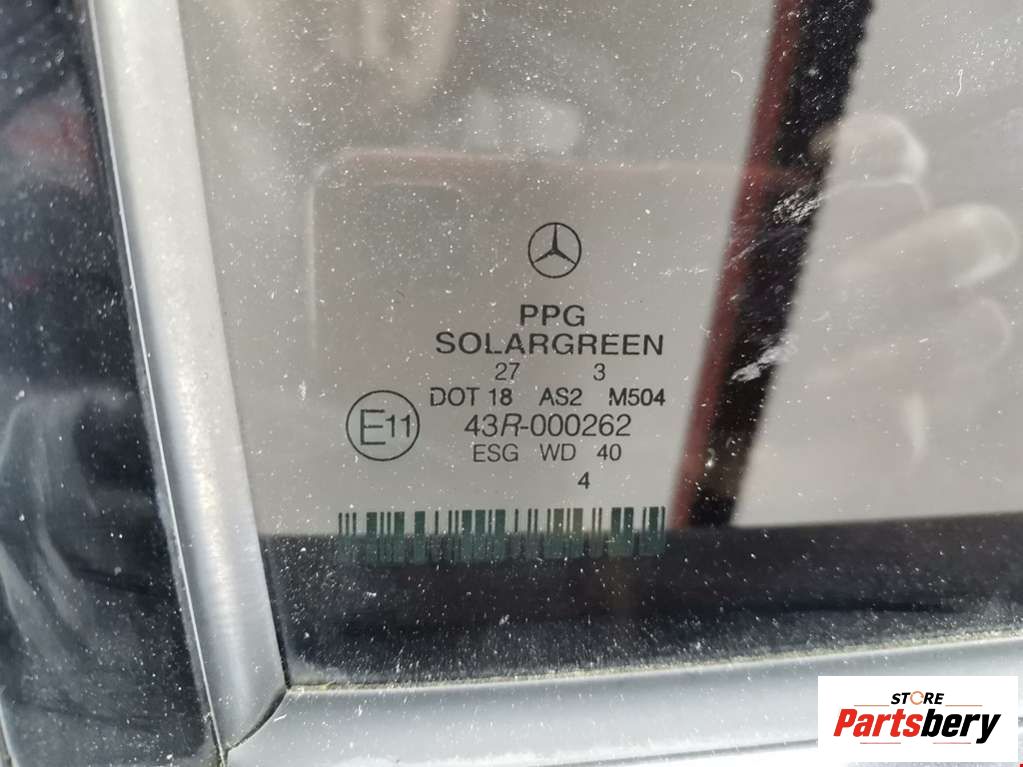 PPG
SOLARGREEN
27 3
DOT 18 AS2 M504
E11
43R-000262
ESG WD 40
4
STORE
Partsbery